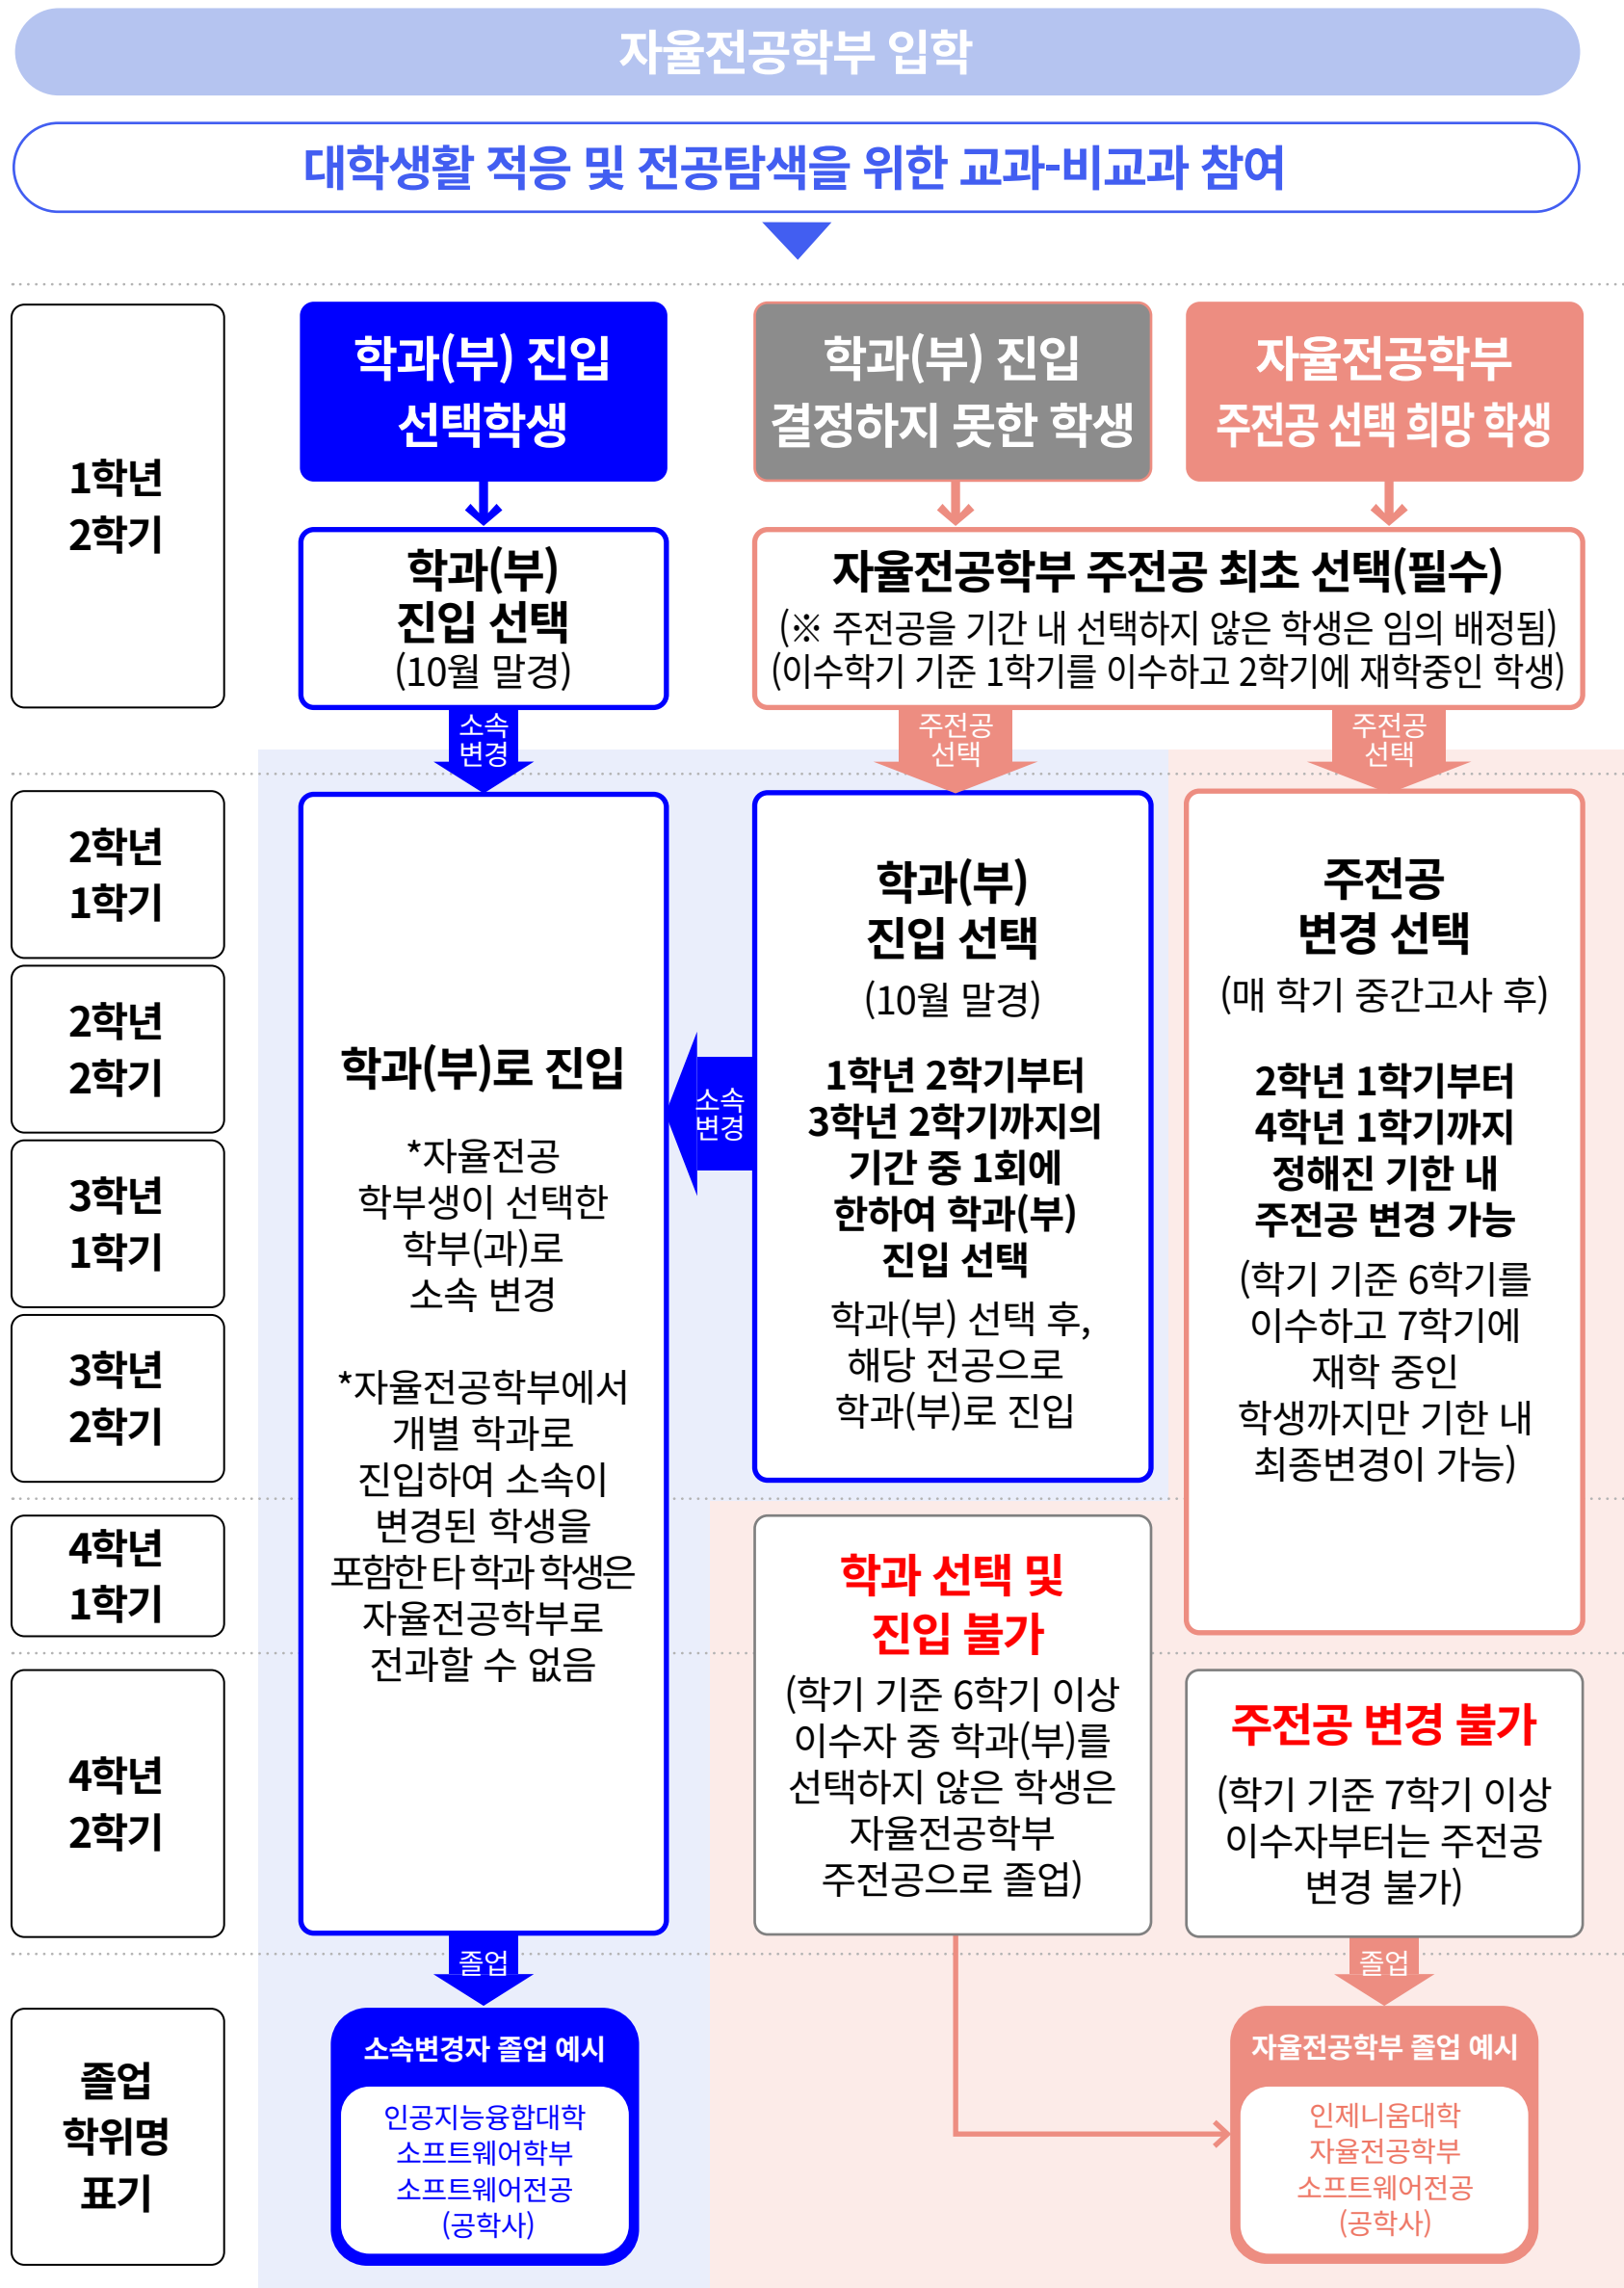 자율전공학부 입학
대학생활 적응 및 전공탐색을 위한 교과-비교과 참여
1학년
2학기
학과(부) 진입
선택학생
학과(부) 진입
결정하지 못한 학생
자율전공학부
주전공 선택 희망 학생
학과(부)
진입 선택
(10월 말경)
자율전공학부 주전공 최초 선택(필수)
(※ 주전공을 기간 내 선택하지 않은 학생은 임의 배정됨)
(이수학기 기준 1학기를 이수하고 2학기에 재학중인 학생)
소속
변경
주전공
선택
주전공
선택
2학년
1학기
2학년
2학기
3학년
1학기
3학년
2학기
4학년
1학기
4학년
2학기
학과(부)로 진입
*자율전공
학부생이 선택한
학부(과)로
소속 변경
*자율전공학부에서
개별 학과로
진입하여 소속이
변경된 학생을
포함한 타 학과 학생은
자율전공학부로
전과할 수 없음
소속
변경
학과(부)
진입 선택
(10월 말경)
1학년 2학기부터
3학년 2학기까지의
기간 중 1회에
한하여 학과(부)
진입 선택
학과(부) 선택 후,
해당 전공으로
학과(부)로 진입
주전공
변경 선택
(매 학기 중간고사 후)
2학년 1학기부터
4학년 1학기까지
정해진 기한 내
주전공 변경 가능
(학기 기준 6학기를
이수하고 7학기에
재학 중인
학생까지만 기한 내
최종변경이 가능)
학과 선택 및
진입 불가
(학기 기준 6학기 이상
이수자 중 학과(부)를
선택하지 않은 학생은
자율전공학부
주전공으로 졸업)
주전공 변경 불가
(학기 기준 7학기 이상
이수자부터는 주전공
변경 불가)
졸업
졸업
졸업
학위명
표기
소속변경자 졸업 예시
인공지능융합대학
소프트웨어학부
소프트웨어전공
(공학사)
자율전공학부 졸업 예시
인제니움대학
자율전공학부
소프트웨어전공
(공학사)